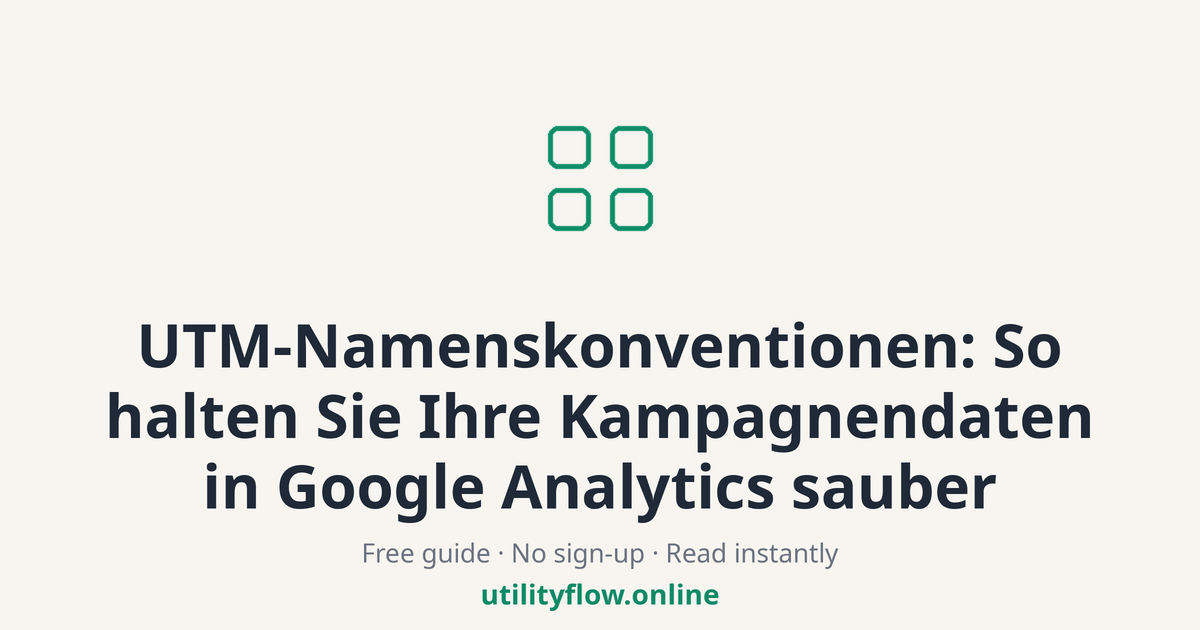 UTM-Namenskonventionen: So
halten Sie Ihre Kampagnendaten
in Google Analytics sauber
Free guide · No sign-up · Read instantly
utilityflow.online